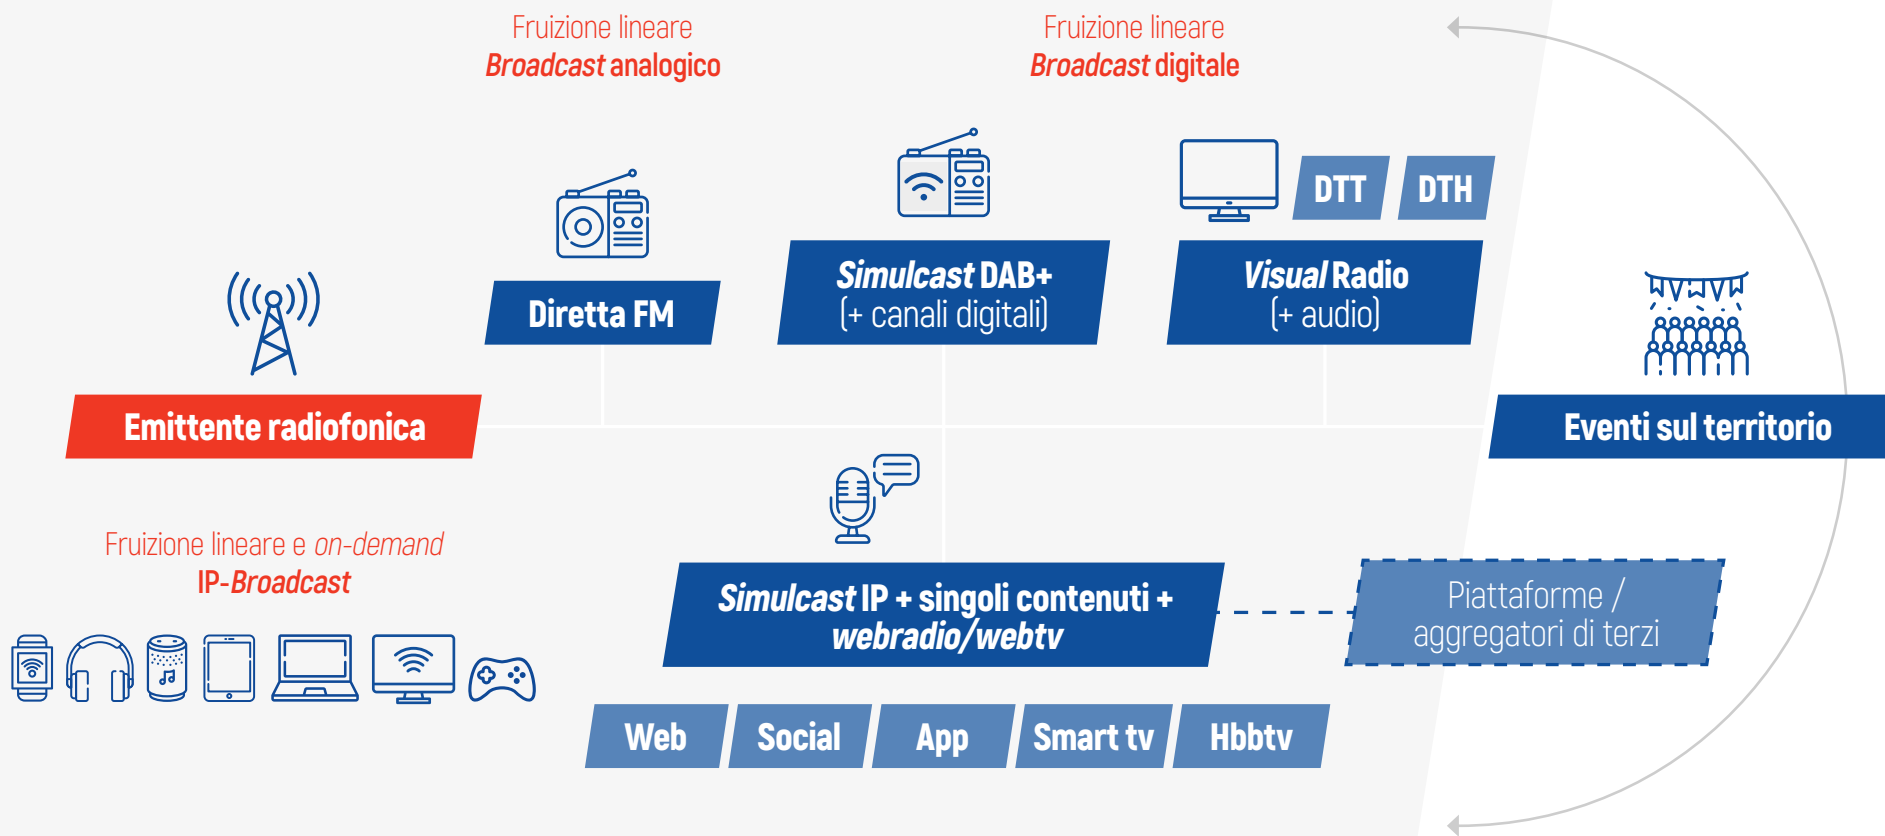 Fruizione lineare
Broadcast analogico
Fruizione lineare
Broadcast digitale
DTT
DTH
Diretta FM
Simulcast DAB+
(+ canali digitali)
Visual Radio
(+ audio)
Emittente radiofonica
Eventi sul territorio
Fruizione lineare e on-demand
IP-Broadcast
Simulcast IP + singoli contenuti +
webradio/webtv
Piattaforme /
aggregatori di terzi
Web
Social
App
Smart tv
Hbbtv